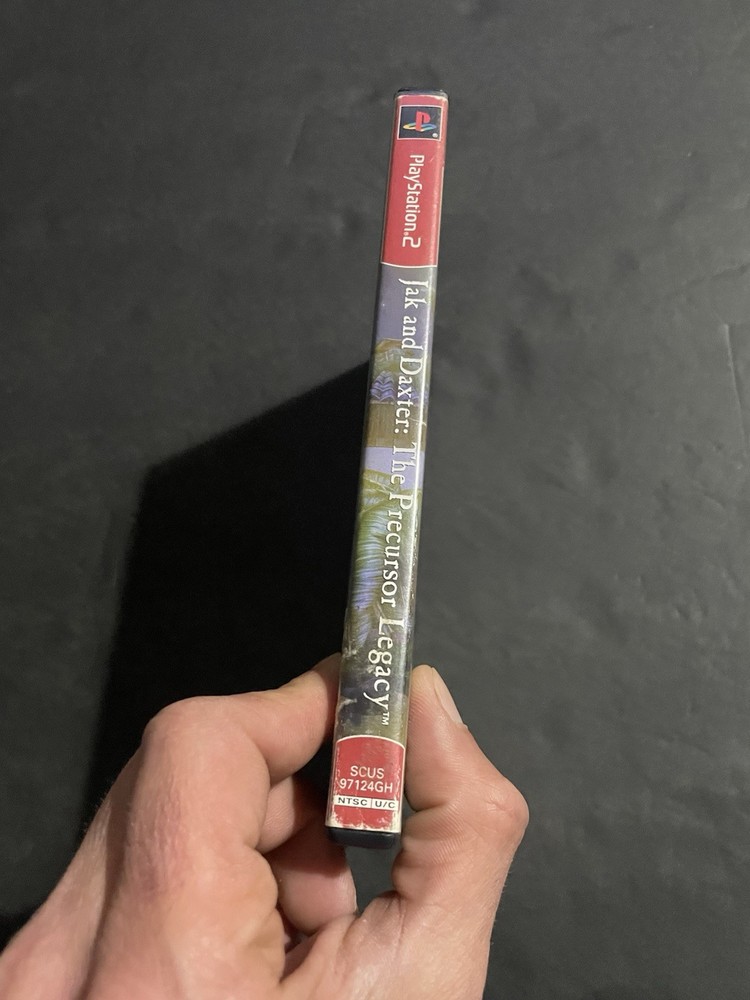 PlayStation®2
Jak and Daxter: The Precursor Legacy™
SCUS
97124GH
NTSC U/C